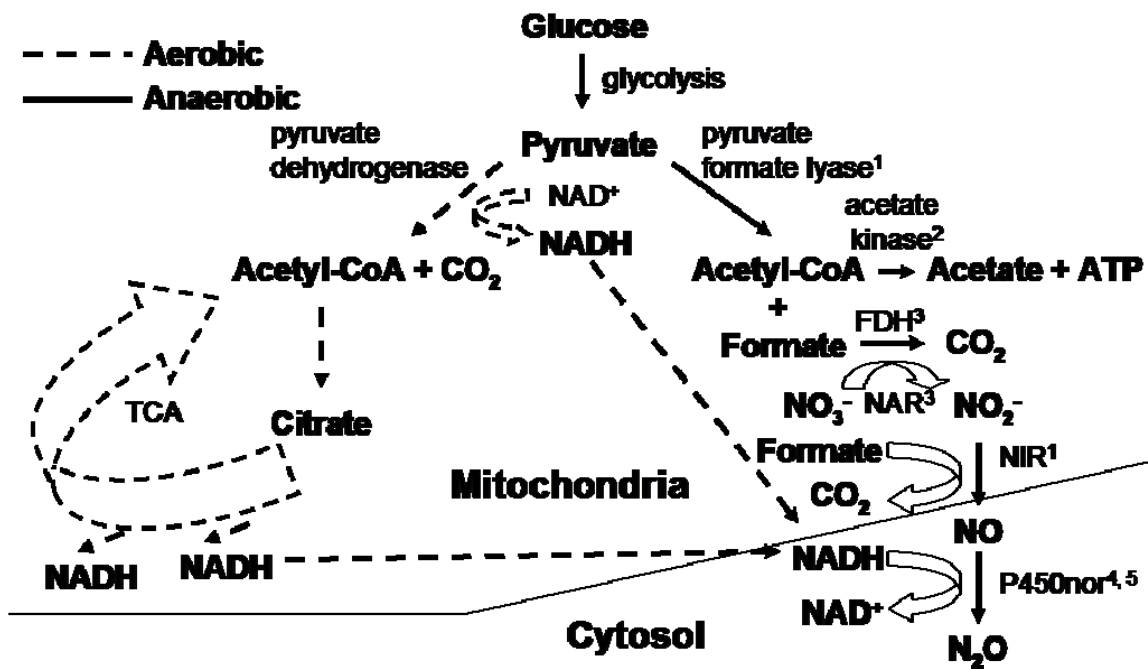 Glucose
Aerobic
glycolysis
Anaerobic
pyruvate
dehydrogenase
Pyruvate
pyruvate
formate lyase¹
NAD⁺
NADH
acetate
kinase²
Acetyl-CoA + CO₂
Acetyl-CoA
Acetate + ATP
+
Formate
FDH³
CO₂
TCA
Citrate
NO₃⁻
NAR³
NO₂⁻
Formate
NIR¹
Mitochondria
CO₂
NO
NADH
NADH
NADH
P450nor⁴,⁵
NAD⁺
Cytosol
N₂O